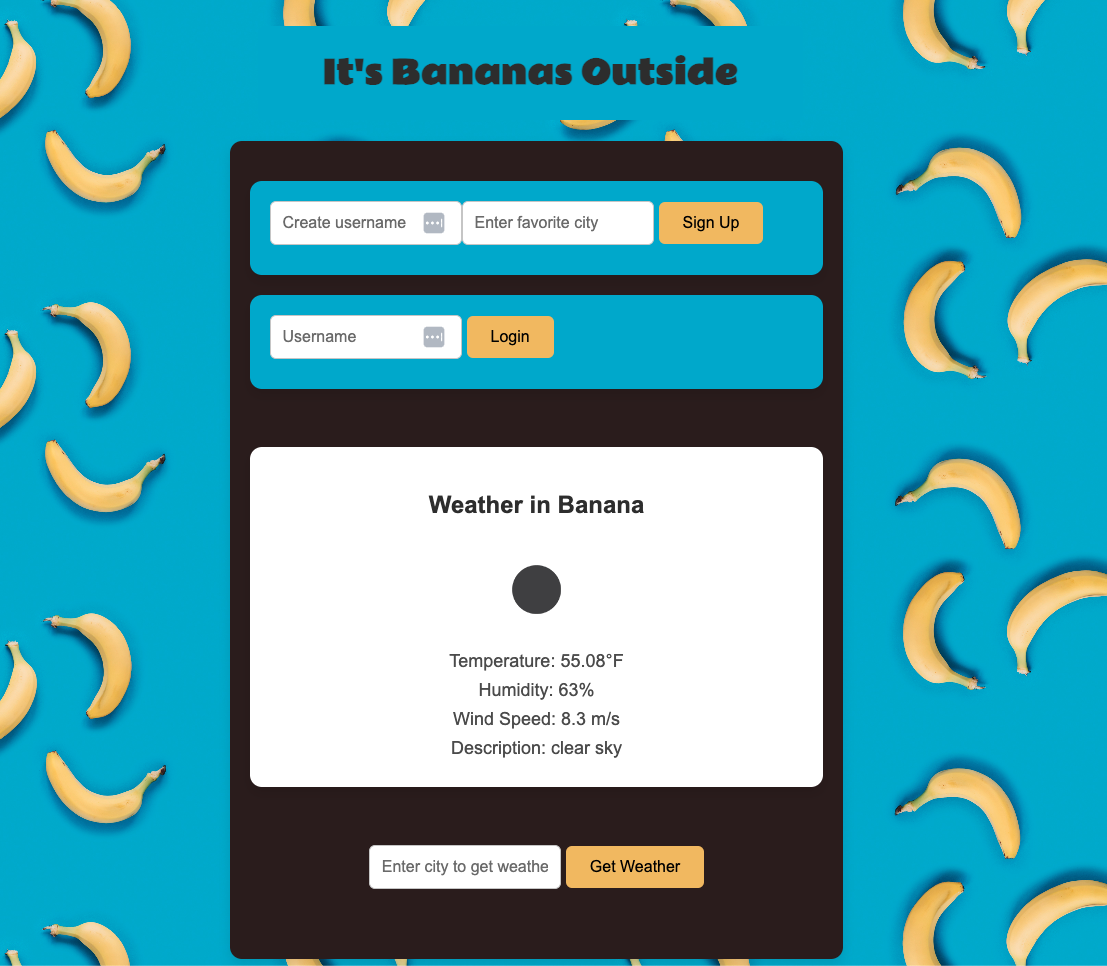 It's Bananas Outside
Create username Enter favorite city Sign Up
Username Login
Weather in Banana
Temperature: 55.08°F
Humidity: 63%
Wind Speed: 8.3 m/s
Description: clear sky
Enter city to get weathe Get Weather